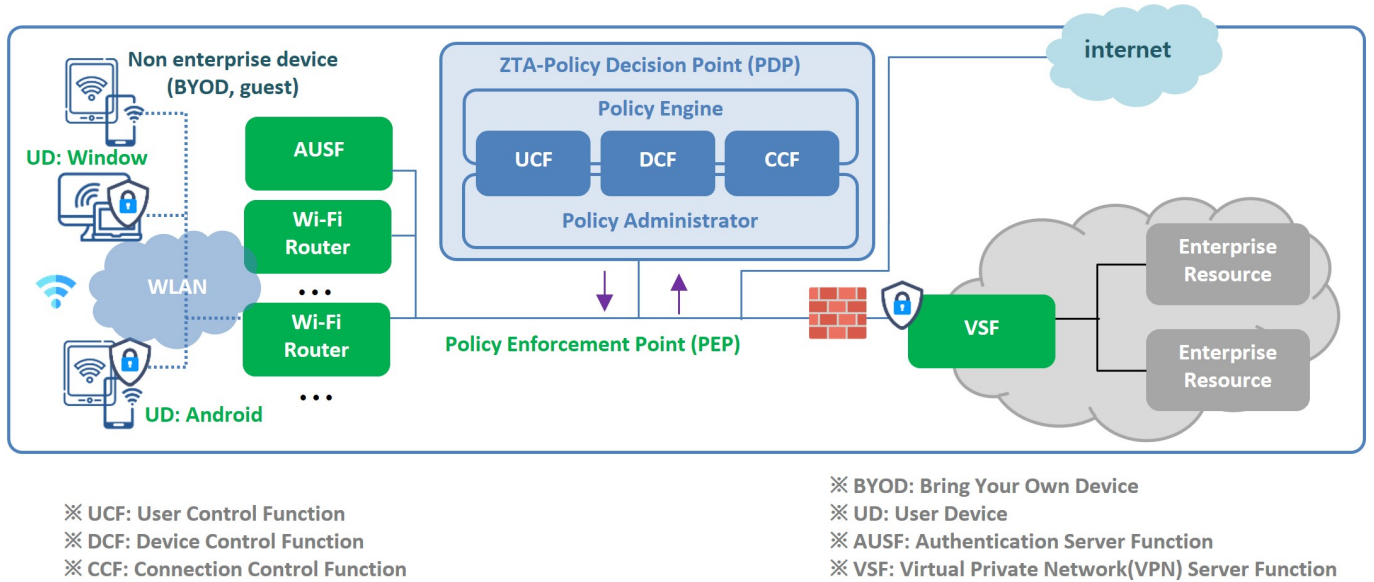 Non enterprise device
(BYOD, guest)
UD: Window
WLAN
UD: Android
AUSF
Wi-Fi
Router
...
Wi-Fi
Router
...
ZTA-Policy Decision Point (PDP)
Policy Engine
UCF
DCF
CCF
Policy Administrator
Policy Enforcement Point (PEP)
internet
VSF
Enterprise
Resource
Enterprise
Resource
※ UCF: User Control Function
※ DCF: Device Control Function
※ CCF: Connection Control Function
※ BYOD: Bring Your Own Device
※ UD: User Device
※ AUSF: Authentication Server Function
※ VSF: Virtual Private Network(VPN) Server Function